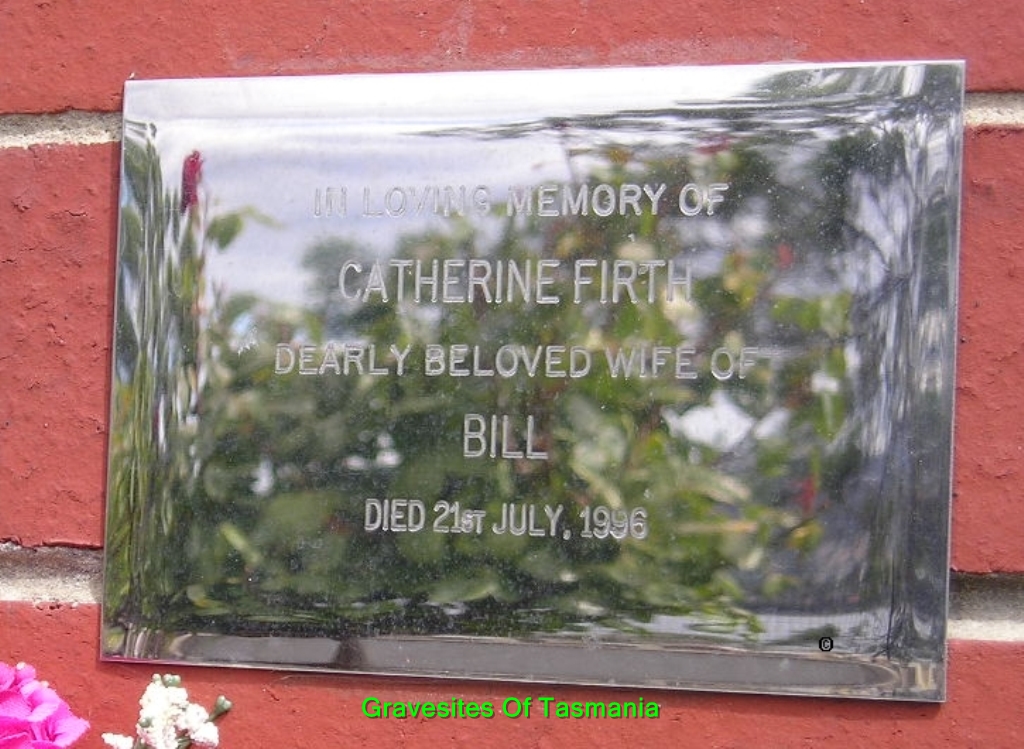 IN LOVING MEMORY OF
CATHERINE FIRTH
DEARLY BELOVED WIFE OF
BILL
DIED 21ST JULY, 1996
©
Gravesites Of Tasmania